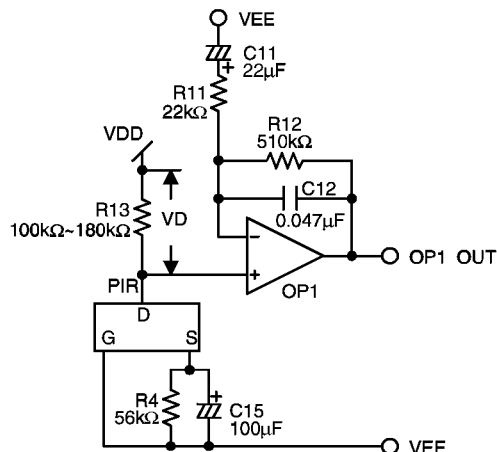 VEE
C11
22μF
R11
22kΩ
R12
510kΩ
VDD
C12
0.047μF
R13
100kΩ~180kΩ
VD
−
+
OP1
OP1 OUT
PIR
D
G S
R4
56kΩ
+
C15
100μF
VEE
+